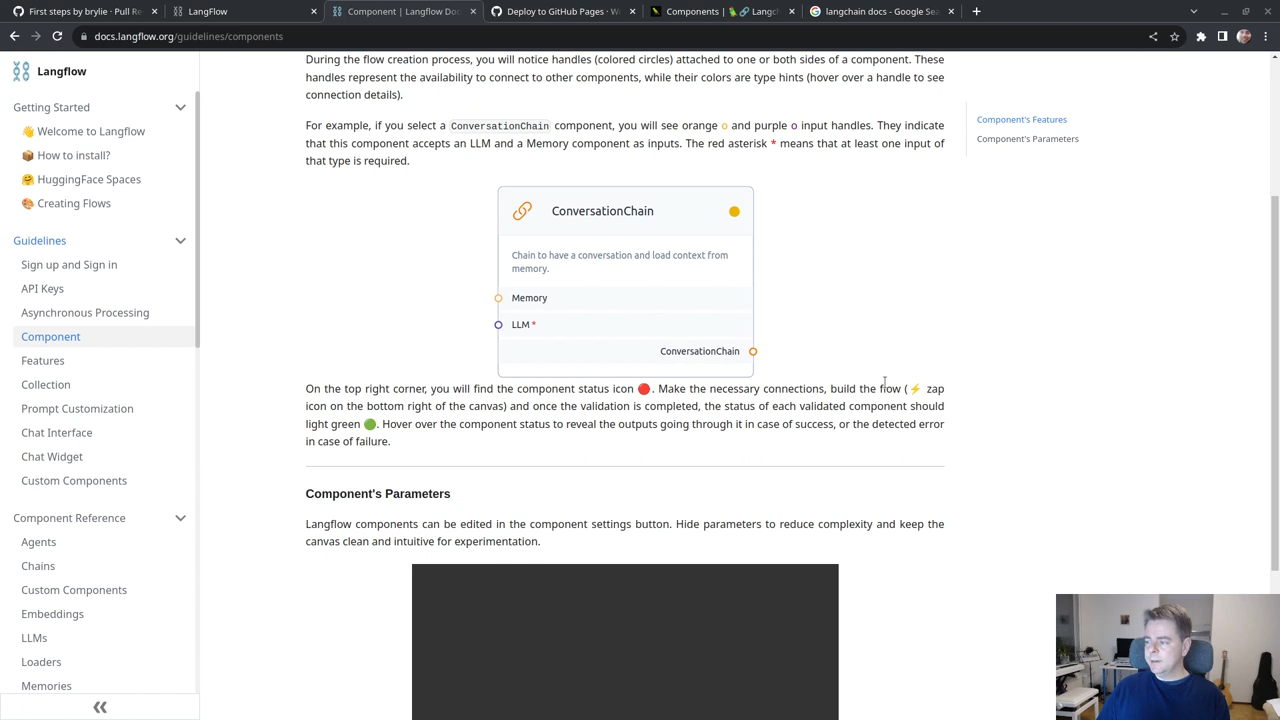 First steps by brylie · Pull Re
LangFlow
Component | Langflow Doc
Deploy to GitHub Pages · W
Components | 🦜️🔗 Langch
langchain docs - Google Sea
docs.langflow.org/guidelines/components
Langflow
Getting Started
👋 Welcome to Langflow
📦 How to install?
🤗 HuggingFace Spaces
🎨 Creating Flows
Guidelines
Sign up and Sign in
API Keys
Asynchronous Processing
Component
Features
Collection
Prompt Customization
Chat Interface
Chat Widget
Custom Components
Component Reference
Agents
Chains
Custom Components
Embeddings
LLMs
Loaders
Memories
During the flow creation process, you will notice handles (colored circles) attached to one or both sides of a component. These
handles represent the availability to connect to other components, while their colors are type hints (hover over a handle to see
connection details).
For example, if you select a ConversationChain component, you will see orange o and purple o input handles. They indicate
that this component accepts an LLM and a Memory component as inputs. The red asterisk * means that at least one input of
that type is required.
ConversationChain
Chain to have a conversation and load context from
memory.
Memory
LLM *
ConversationChain
On the top right corner, you will find the component status icon 🔴. Make the necessary connections, build the flow (⚡ zap
icon on the bottom right of the canvas) and once the validation is completed, the status of each validated component should
light green 🟢. Hover over the component status to reveal the outputs going through it in case of success, or the detected error
in case of failure.
Component's Parameters
Langflow components can be edited in the component settings button. Hide parameters to reduce complexity and keep the
canvas clean and intuitive for experimentation.
Component's Features
Component's Parameters